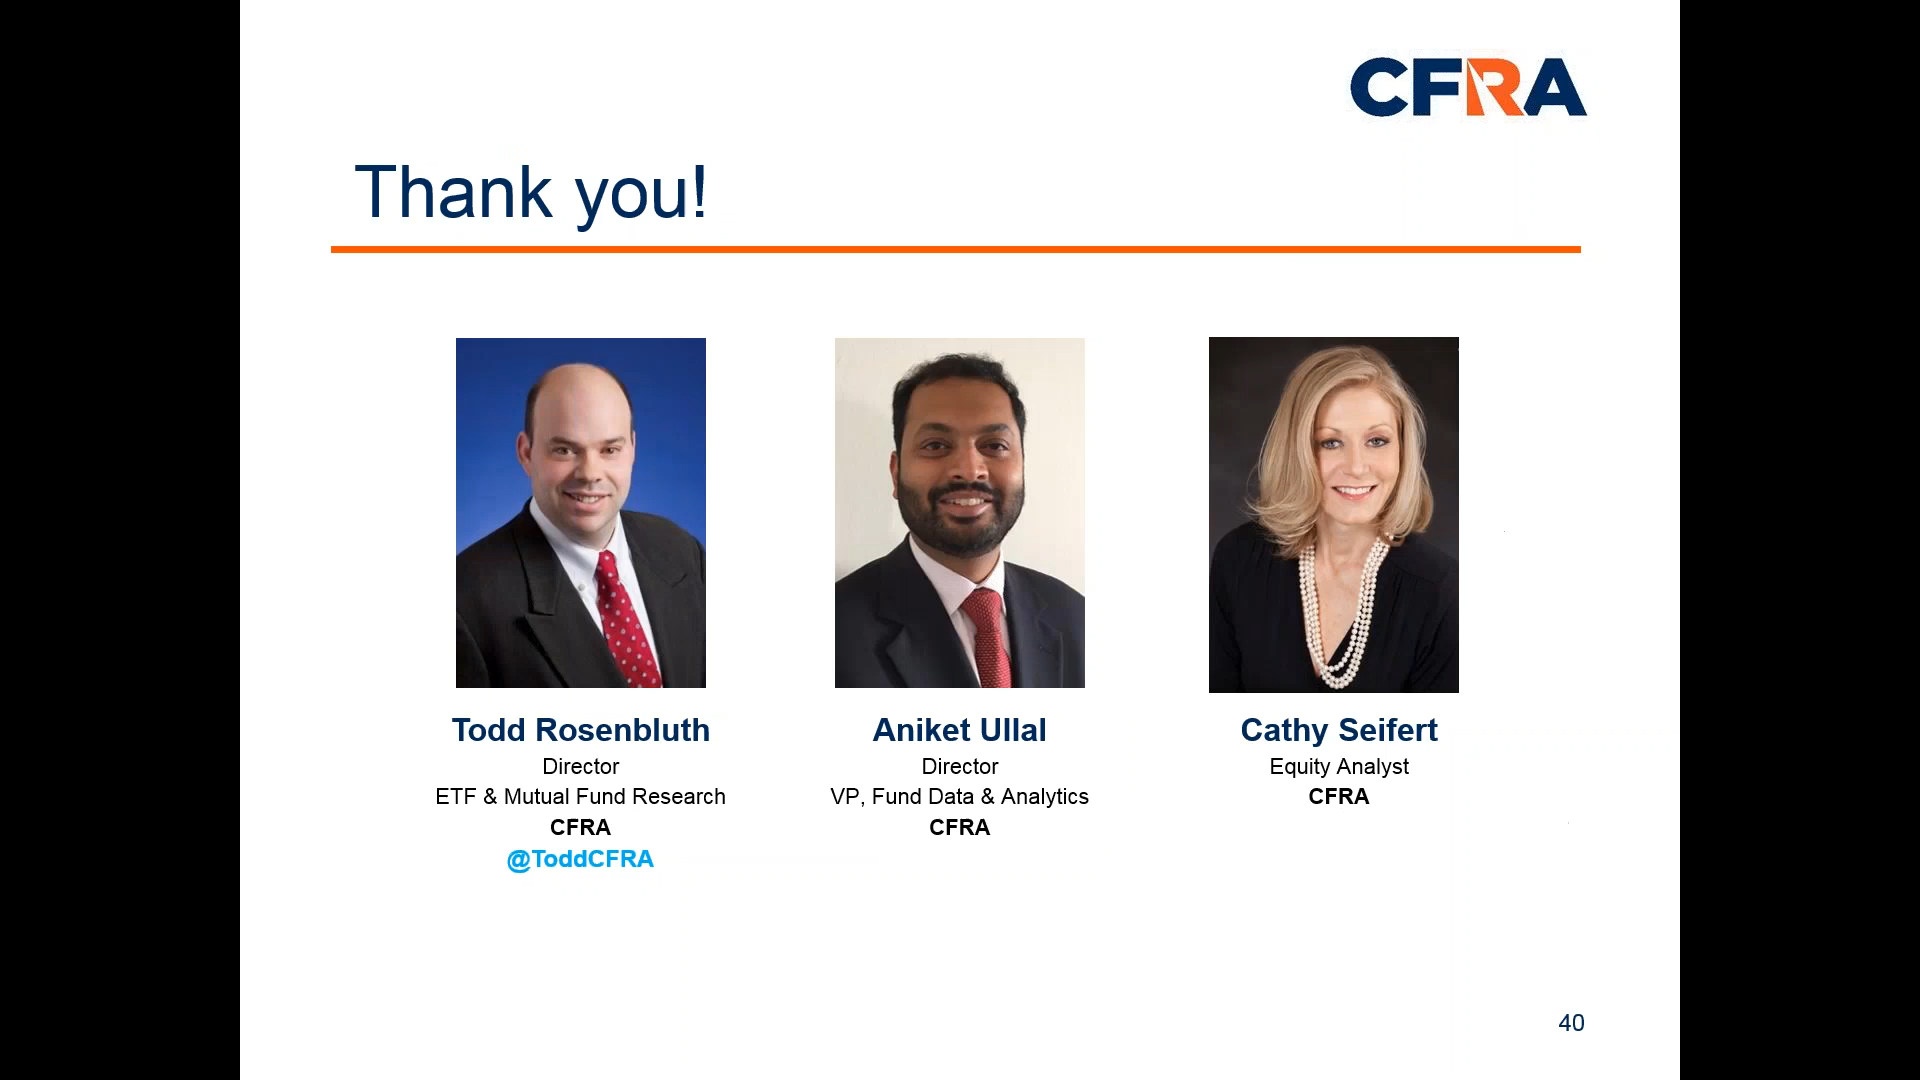 CFRA
Thank you!
Todd Rosenbluth
Director
ETF & Mutual Fund Research
CFRA
@ToddCFRA
Aniket Ullal
Director
VP, Fund Data & Analytics
CFRA
Cathy Seifert
Equity Analyst
CFRA
40